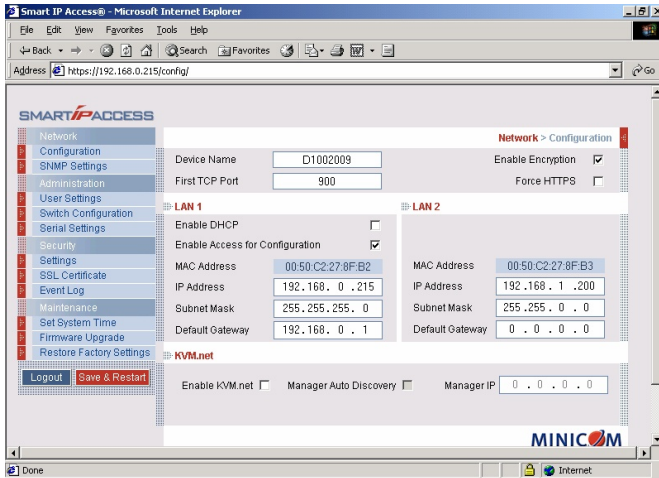 Smart IP Access® - Microsoft Internet Explorer
File Edit View Favorites Tools Help
Back Search Favorites
Address https://192.168.0.215/config/ Go
SMART IP ACCESS
Network
Configuration
SNMP Settings
Administration
User Settings
Switch Configuration
Serial Settings
Security
Settings
SSL Certificate
Event Log
Maintenance
Set System Time
Firmware Upgrade
Restore Factory Settings
Logout Save & Restart
Network > Configuration
Device Name D1002009 Enable Encryption
First TCP Port 900 Force HTTPS
LAN 1
Enable DHCP
Enable Access for Configuration
MAC Address 00:50:C2:27:8F:B2
IP Address 192.168. 0 .215
Subnet Mask 255.255.255. 0
Default Gateway 192.168. 0 . 1
LAN 2
MAC Address 00:50:C2:27:8F:B3
IP Address 192.168. 1 .200
Subnet Mask 255.255. 0 . 0
Default Gateway 0 . 0 . 0 . 0
KVM.net
Enable KVM.net Manager Auto Discovery Manager IP 0 . 0 . 0 . 0
MINICOM
Done Internet